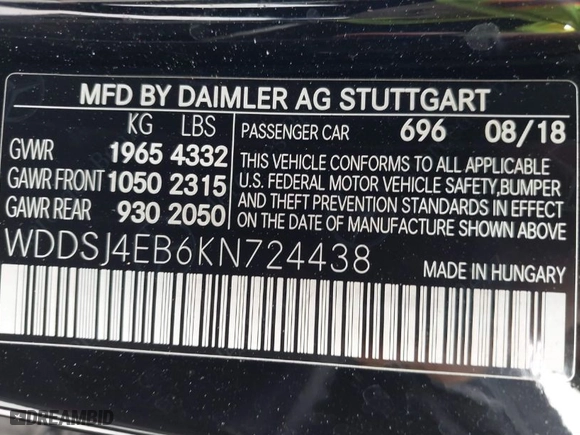 MFD BY DAIMLER AG STUTTGART
KG LBS
GVWR 1965 4332
GAWR FRONT 1050 2315
GAWR REAR 930 2050
PASSENGER CAR 696 08/18
THIS VEHICLE CONFORMS TO ALL APPLICABLE
U.S. FEDERAL MOTOR VEHICLE SAFETY,BUMPER
AND THEFT PREVENTION STANDARDS IN EFFECT
ON THE DATE OF MANUFACTURE SHOWN ABOVE
WDDSJ4EB6KN724438
MADE IN HUNGARY
DREAMBID